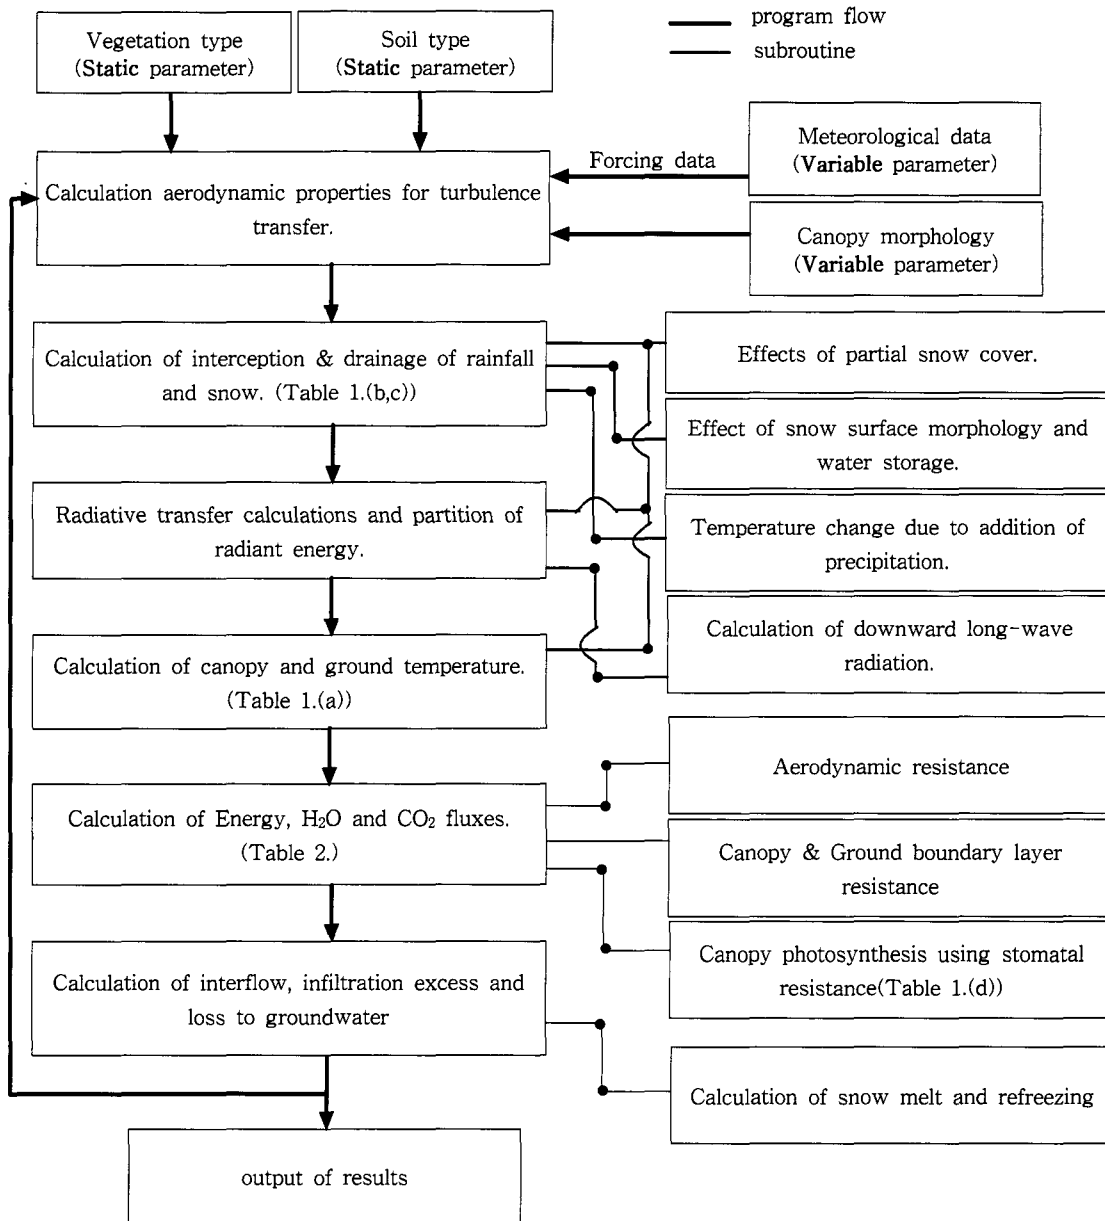 program flow
subroutine
Vegetation type
(Static parameter)
Soil type
(Static parameter)
Meteorological data
(Variable parameter)
Forcing data
Calculation aerodynamic properties for turbulence
transfer.
Canopy morphology
(Variable parameter)
Calculation of interception & drainage of rainfall
and snow. (Table 1.(b,c))
Effects of partial snow cover.
Effect of snow surface morphology and
water storage.
Radiative transfer calculations and partition of
radiant energy.
Temperature change due to addition of
precipitation.
Calculation of canopy and ground temperature.
(Table 1.(a))
Calculation of downward long-wave
radiation.
Aerodynamic resistance
Calculation of Energy, H₂O and CO₂ fluxes.
(Table 2.)
Canopy & Ground boundary layer
resistance
Calculation of interflow, infiltration excess and
loss to groundwater
Canopy photosynthesis using stomatal
resistance(Table 1.(d))
Calculation of snow melt and refreezing
output of results